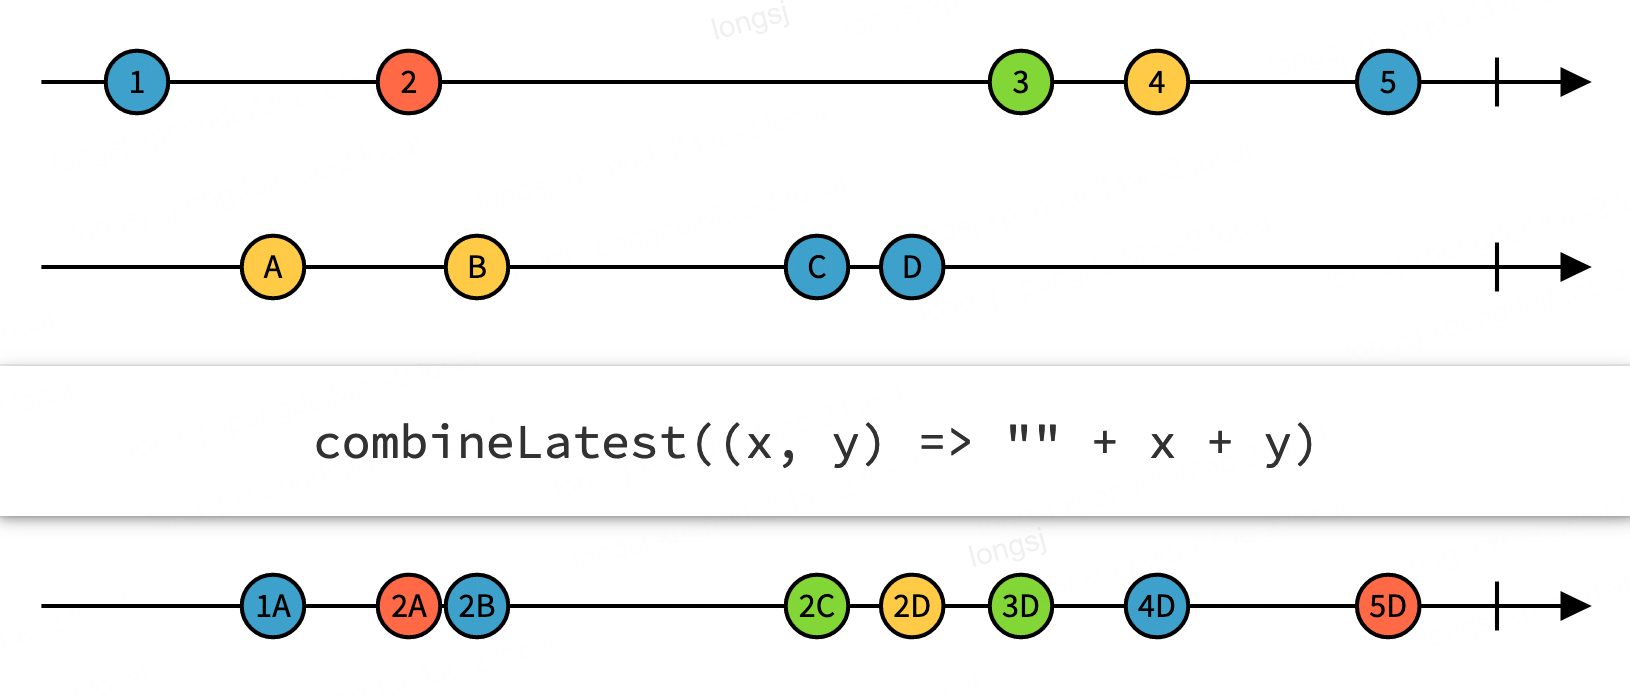 longsj
1 2 3 4 5
A B C D
combineLatest((x, y) => "" + x + y)
longsj
1A 2A 2B 2C 2D 3D 4D 5D